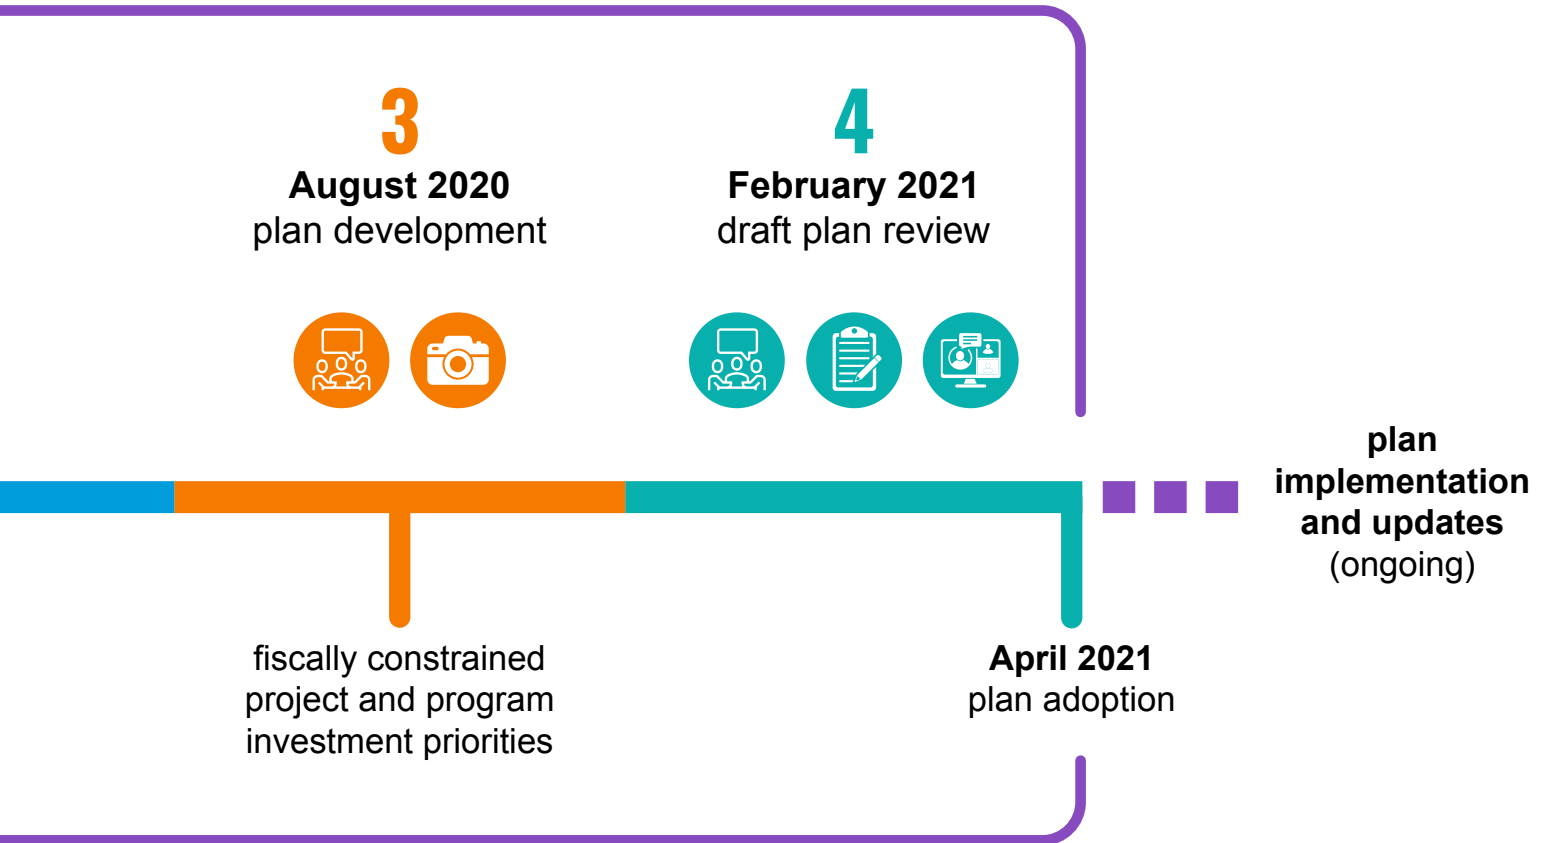 3
August 2020
plan development
4
February 2021
draft plan review
plan
implementation
and updates
(ongoing)
fiscally constrained
project and program
investment priorities
April 2021
plan adoption